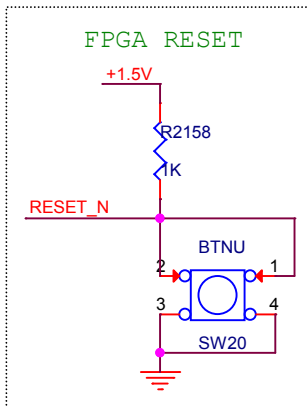 FPGA RESET
+1.5V
R2158
1K
RESET_N
BTNU
2 1
3 4
SW20